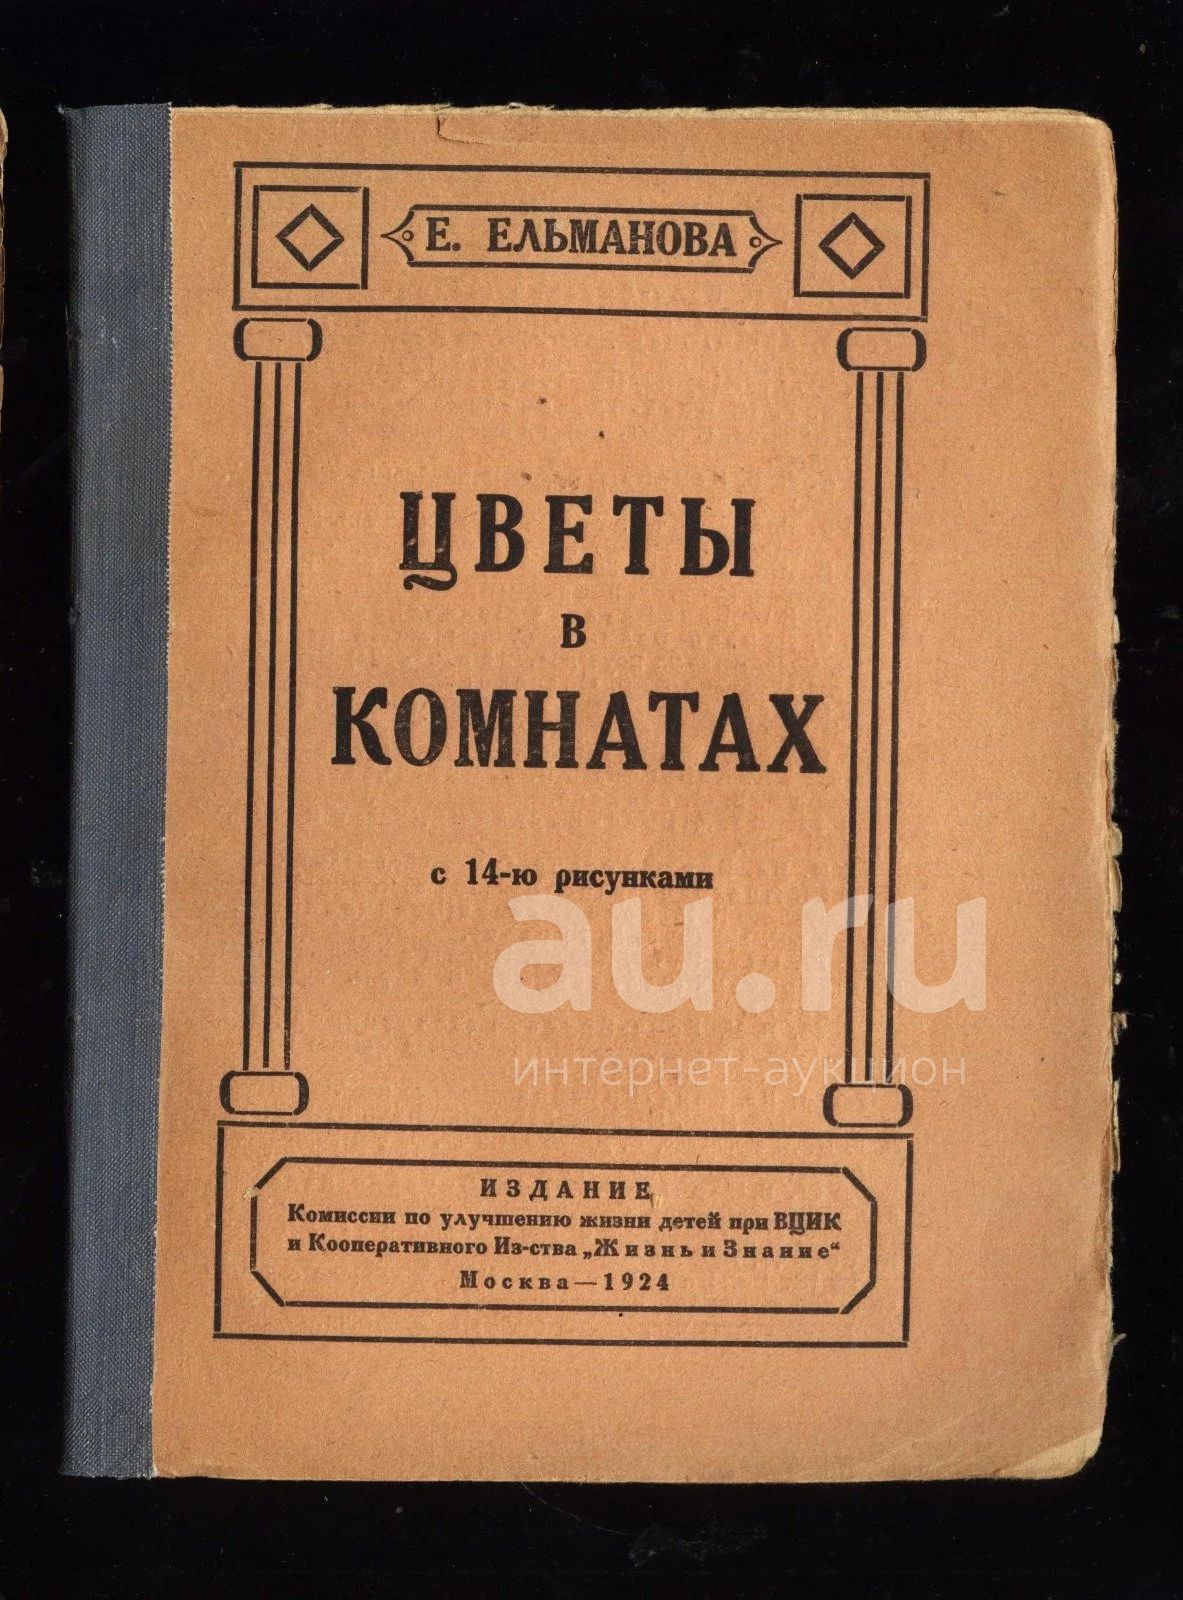 Е. ЕЛЬМАНОВА
ЦВЕТЫ
В
КОМНАТАХ
с 14-ю рисунками
au.ru
интернет-аукцион
ИЗДАНИЕ
Комиссии по улучшению жизни детей при ВЦИК
и Кооперативного Из-ства „Жизнь и Знание“
Москва—1924